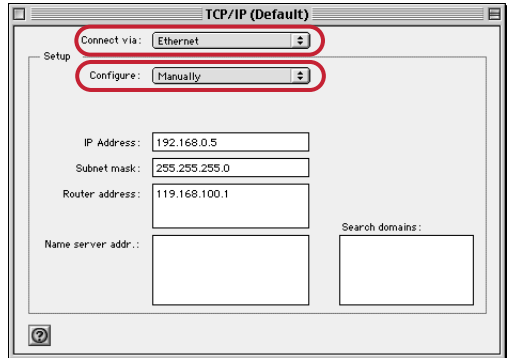 TCP/IP (Default)
Connect via: Ethernet
Setup
Configure: Manually
IP Address: 192.168.0.5
Subnet mask: 255.255.255.0
Router address: 119.168.100.1
Search domains:
Name server addr.:
?